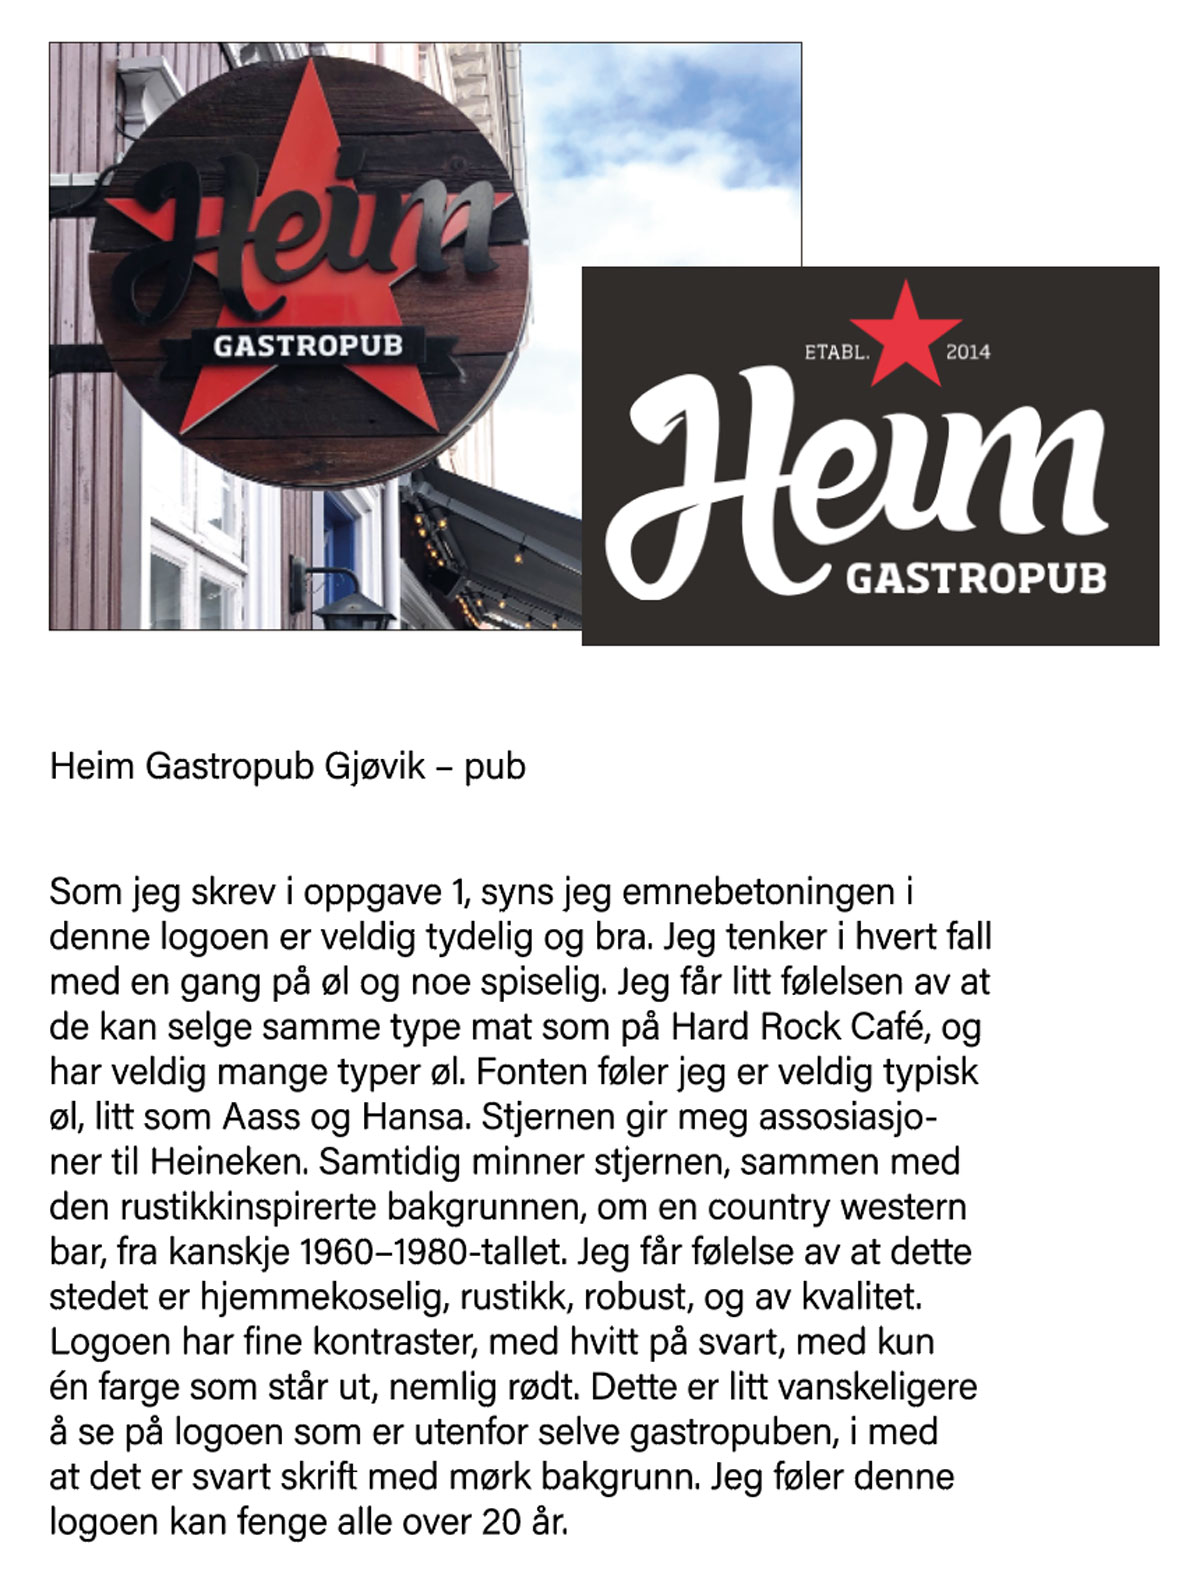 Heim
GASTROPUB
ETABL. 2014
Heim
GASTROPUB
Heim Gastropub Gjøvik – pub
Som jeg skrev i oppgave 1, syns jeg emnebetoningen i
denne logoen er veldig tydelig og bra. Jeg tenker i hvert fall
med en gang på øl og noe spiselig. Jeg får litt følelsen av at
de kan selge samme type mat som på Hard Rock Café, og
har veldig mange typer øl. Fonten føler jeg er veldig typisk
øl, litt som Aass og Hansa. Stjernen gir meg assosiasjo-
ner til Heineken. Samtidig minner stjernen, sammen med
den rustikkinspirerte bakgrunnen, om en country western
bar, fra kanskje 1960–1980-tallet. Jeg får følelse av at dette
stedet er hjemmekoselig, rustikk, robust, og av kvalitet.
Logoen har fine kontraster, med hvitt på svart, med kun
én farge som står ut, nemlig rødt. Dette er litt vanskeligere
å se på logoen som er utenfor selve gastropuben, i med
at det er svart skrift med mørk bakgrunn. Jeg føler denne
logoen kan fenge alle over 20 år.